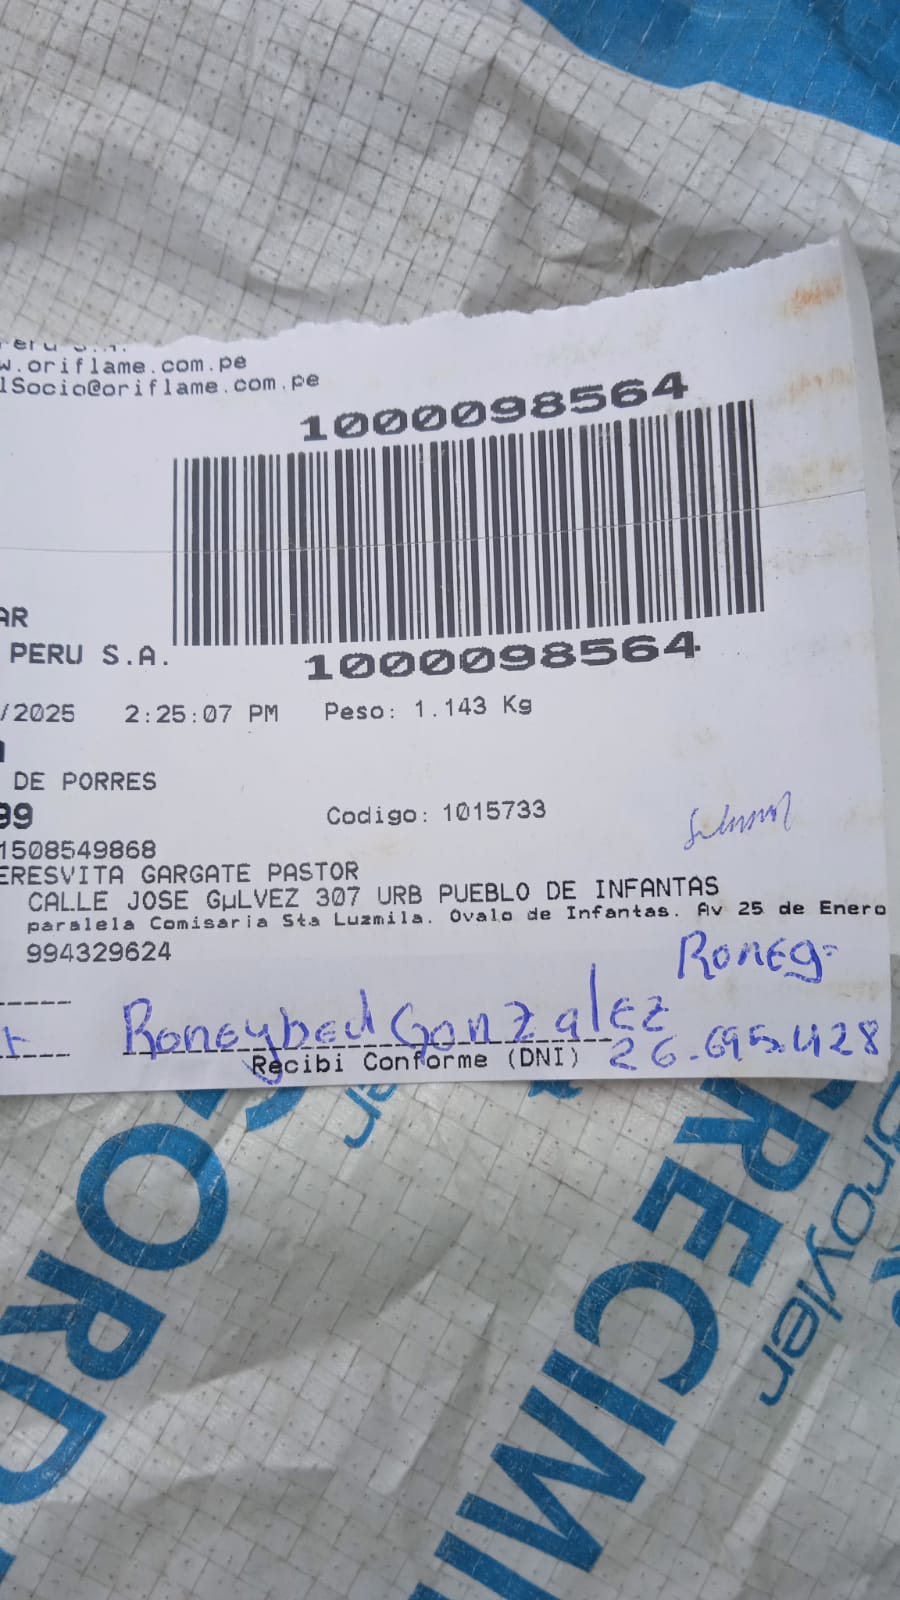 w.oriflame.com.pe
lSocio@oriflame.com.pe
1000098564
AR
PERU S.A.
1000098564
/2025 2:25:07 PM Peso: 1.143 Kg
DE PORRES
99 Codigo: 1015733
1508549868
ERESVITA GARGATE PASTOR
CALLE JOSE GµLVEZ 307 URB PUEBLO DE INFANTAS
paralela Comisaria Sta Luzmila. Ovalo de Infantas. Av 25 de Enero
994329624
Roneg-
Roneybed Gonzalez
Recibi Conforme (DNI) 26.695.428
CORD
CRECIMI
croyler